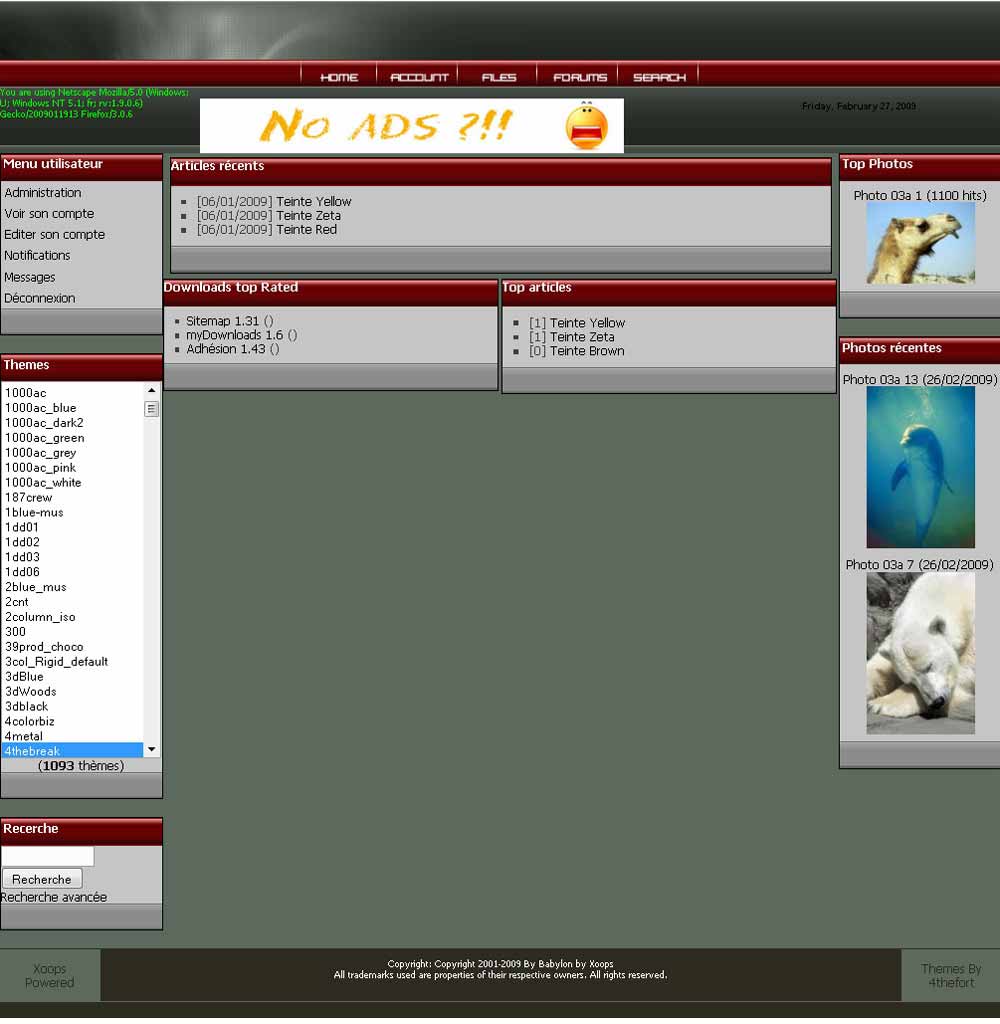 HOME ACCOUNT FILES FORUMS SEARCH
You are using Netscape Mozilla/5.0 (Windows;
U; Windows NT 5.1; fr; rv:1.9.0.6)
Gecko/2009011913 Firefox/3.0.6
No ADS ?!!
Friday, February 27, 2009
Menu utilisateur
Administration
Voir son compte
Editer son compte
Notifications
Messages
Déconnexion
Themes
1000ac
1000ac_blue
1000ac_dark2
1000ac_green
1000ac_grey
1000ac_pink
1000ac_white
187crew
1blue-mus
1dd01
1dd02
1dd03
1dd06
2blue_mus
2cnt
2column_iso
300
39prod_choco
3col_Rigid_default
3dBlue
3dWoods
3dblack
4colorbiz
4metal
4thebreak
(1093 thèmes)
Recerche
Recherche
Recherche avancée
Articles récents
[06/01/2009] Teinte Yellow
[06/01/2009] Teinte Zeta
[06/01/2009] Teinte Red
Downloads top Rated
Sitemap 1.31 ()
myDownloads 1.6 ()
Adhésion 1.43 ()
Top articles
[1] Teinte Yellow
[1] Teinte Zeta
[0] Teinte Brown
Top Photos
Photo 03a 1 (1100 hits)
Photos récentes
Photo 03a 13 (26/02/2009)
Photo 03a 7 (26/02/2009)
Xoops
Powered
Copyright: Copyright 2001-2009 By Babylon by Xoops
All trademarks used are properties of their respective owners. All rights reserved.
Themes By
4thefort